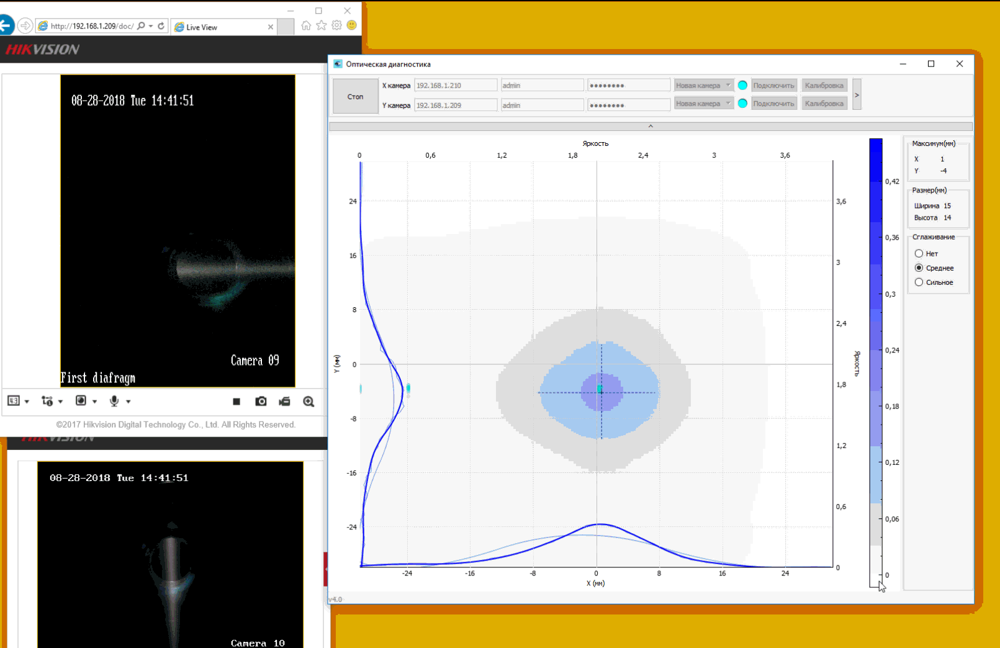 http://192.168.1.209/doc/
Live View
HIKVISION
08-28-2018 Tue 14:41:51
Camera 09
First diafragm
4:3
©2017 Hikvision Digital Technology Co., Ltd. All Rights Reserved.
HIKVISION
08-28-2018 Tue 14:41:51
Camera 10
Оптическая диагностика
Стоп
X камера 192.168.1.210 admin •••••••• Новая камера Подключить Калибровка
Y камера 192.168.1.209 admin •••••••• Новая камера Подключить Калибровка
>
^
Яркость
0 0,6 1,2 1,8 2,4 3 3,6
24
16
8
0
-8
-16
-24
Y (мм)
-24 -16 -8 0 8 16 24
X (мм)
3,6
3
2,4
1,8
1,2
0,6
0
Яркость
0,42
0,36
0,3
0,24
0,18
0,12
0,06
0
Максимум(мм)
X 1
Y -4
Размер(мм)
Ширина 15
Высота 14
Сглаживание
Нет
Среднее
Сильное
v4.0